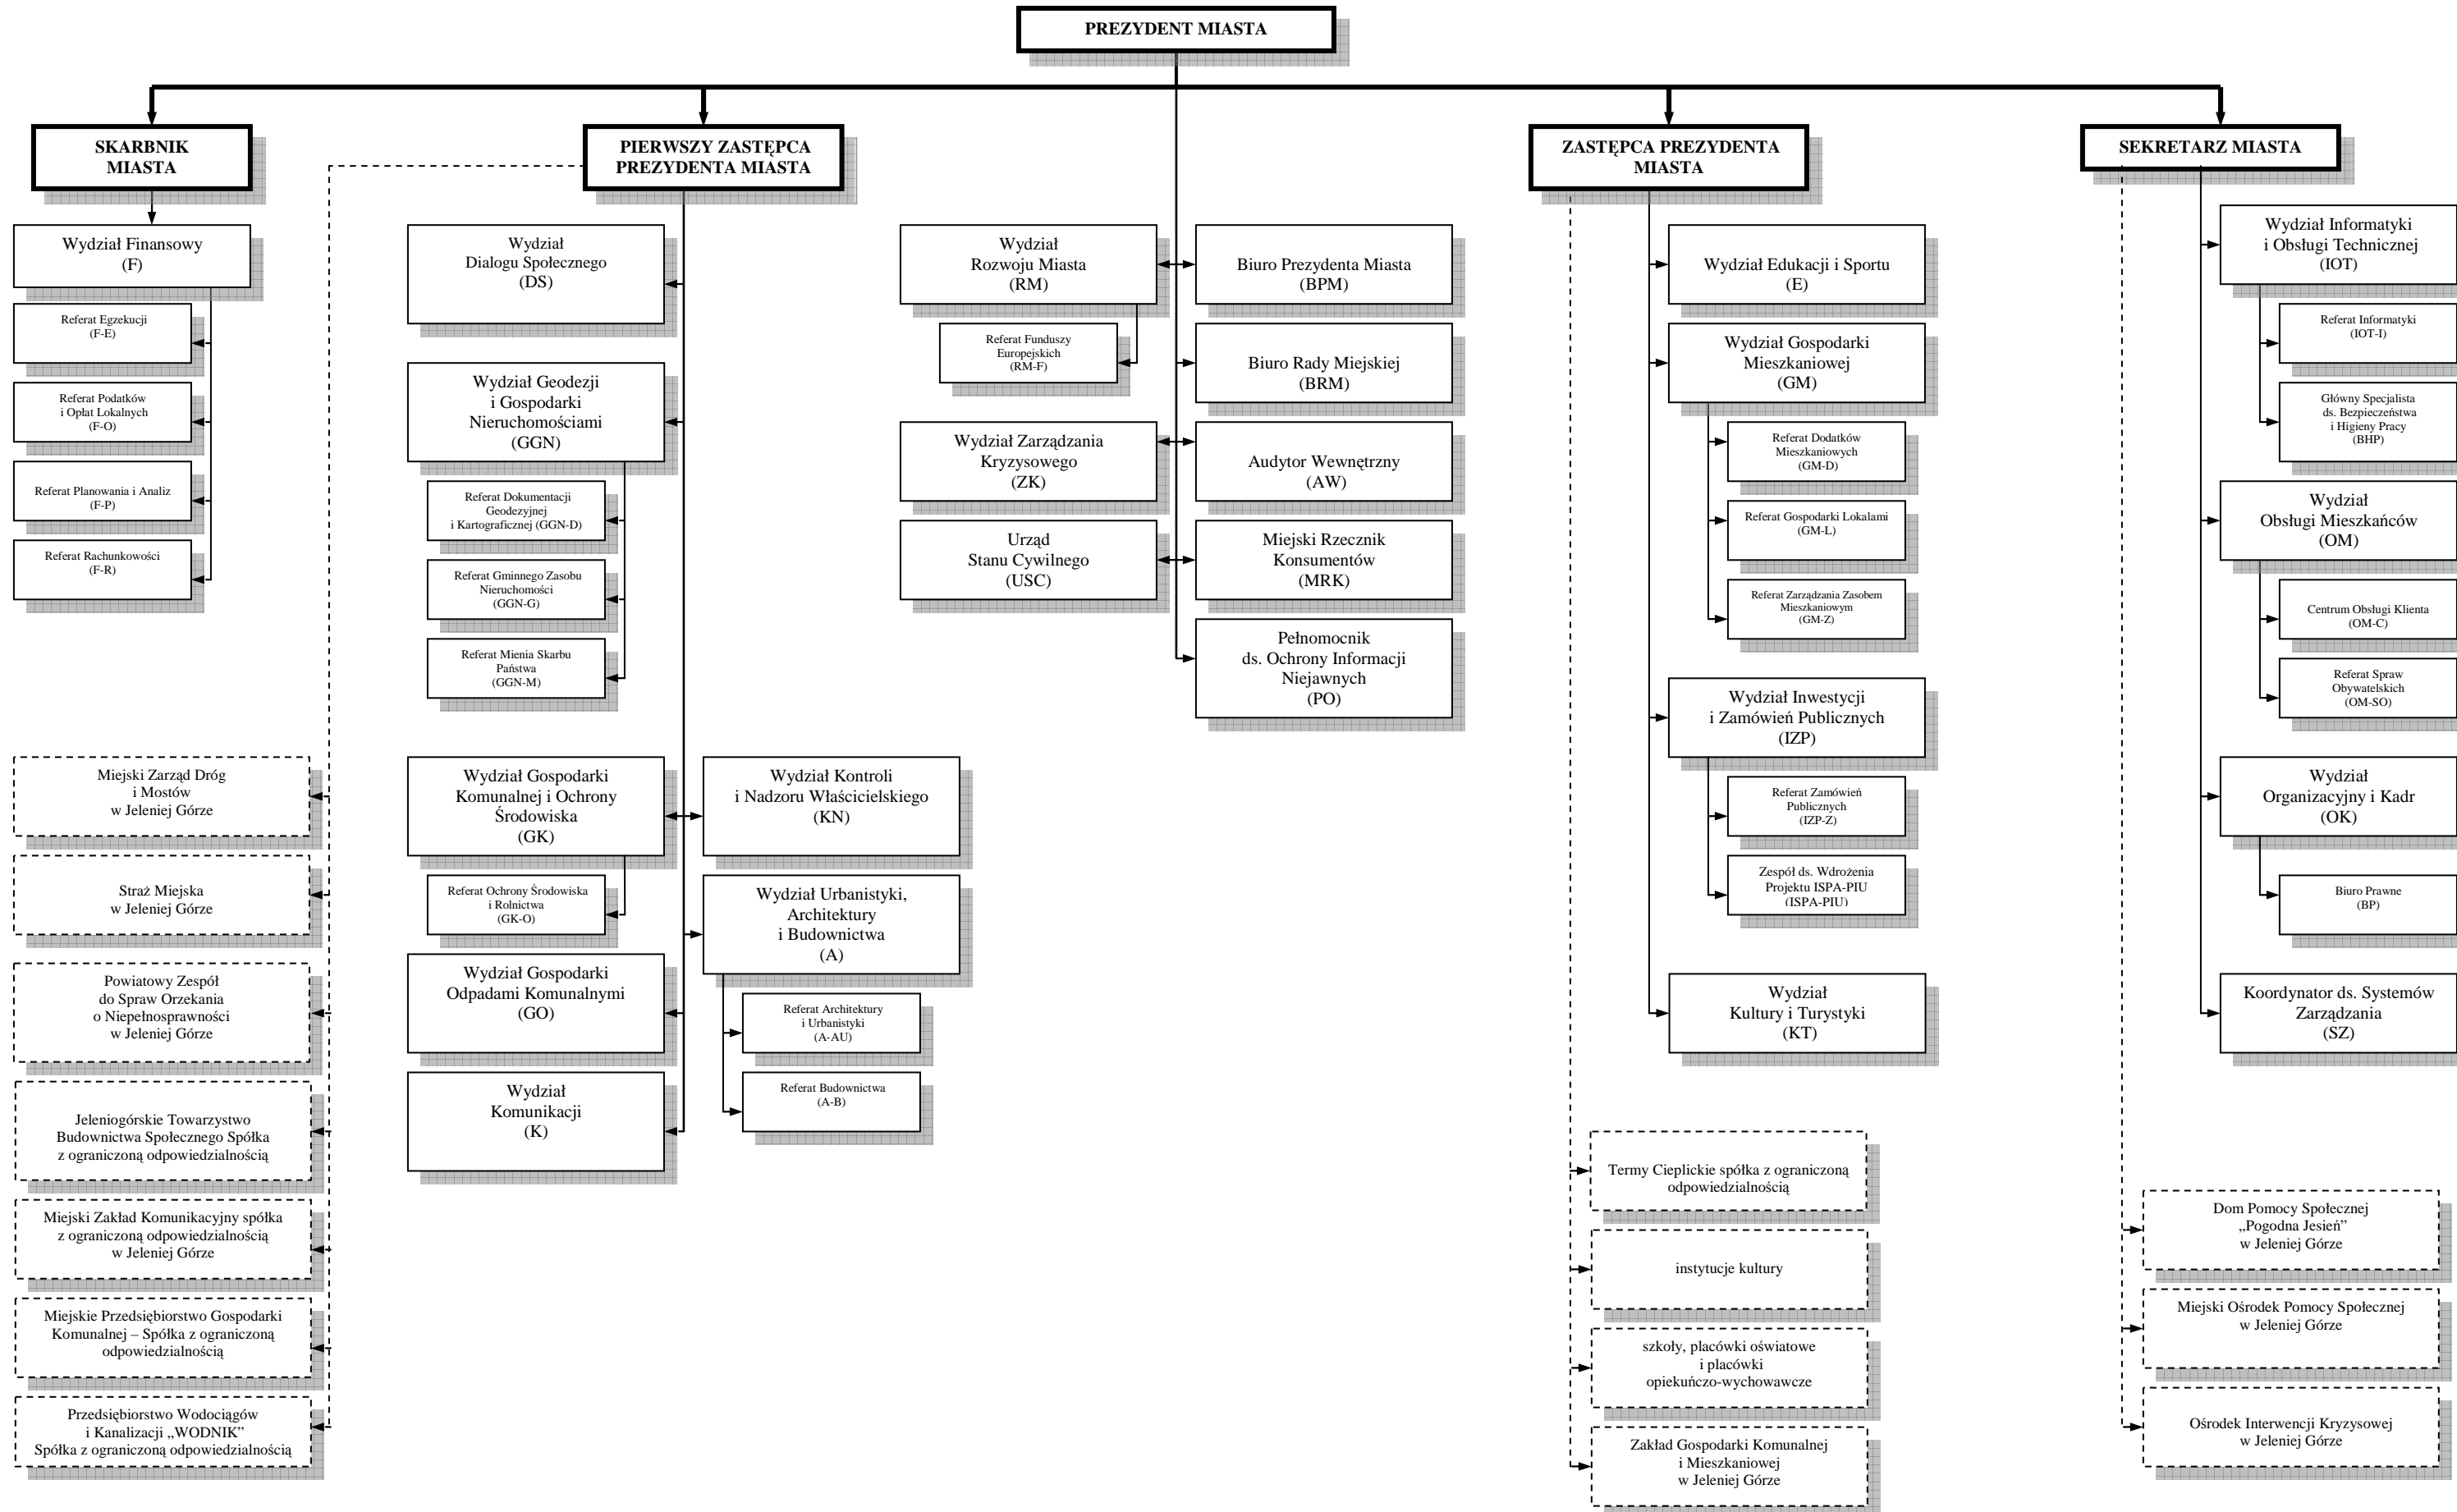 PREZYDENT MIASTA
SKARBNIK
MIASTA
PIERWSZY ZASTĘPCA
PREZYDENTA MIASTA
ZASTĘPCA PREZYDENTA
MIASTA
SEKRETARZ MIASTA
Wydział Finansowy
(F)
Referat Egzekucji
(F-E)
Referat Podatków
i Opłat Lokalnych
(F-O)
Referat Planowania i Analiz
(F-P)
Referat Rachunkowości
(F-R)
Miejski Zarząd Dróg
i Mostów
w Jeleniej Górze
Straż Miejska
w Jeleniej Górze
Powiatowy Zespół
do Spraw Orzekania
o Niepełnosprawności
w Jeleniej Górze
Jeleniogórskie Towarzystwo
Budownictwa Społecznego Spółka
z ograniczoną odpowiedzialnością
Miejski Zakład Komunikacyjny spółka
z ograniczoną odpowiedzialnością
w Jeleniej Górze
Miejskie Przedsiębiorstwo Gospodarki
Komunalnej – Spółka z ograniczoną
odpowiedzialnością
Przedsiębiorstwo Wodociągów
i Kanalizacji „WODNIK”
Spółka z ograniczoną odpowiedzialnością
Wydział
Dialogu Społecznego
(DS)
Wydział Geodezji
i Gospodarki
Nieruchomościami
(GGN)
Referat Dokumentacji
Geodezyjnej
i Kartograficznej (GGN-D)
Referat Gminnego Zasobu
Nieruchomości
(GGN-G)
Referat Mienia Skarbu
Państwa
(GGN-M)
Wydział Gospodarki
Komunalnej i Ochrony
Środowiska
(GK)
Referat Ochrony Środowiska
i Rolnictwa
(GK-O)
Wydział Gospodarki
Odpadami Komunalnymi
(GO)
Wydział
Komunikacji
(K)
Wydział Kontroli
i Nadzoru Właścicielskiego
(KN)
Wydział Urbanistyki,
Architektury
i Budownictwa
(A)
Referat Architektury
i Urbanistyki
(A-AU)
Referat Budownictwa
(A-B)
Wydział
Rozwoju Miasta
(RM)
Referat Funduszy
Europejskich
(RM-F)
Wydział Zarządzania
Kryzysowego
(ZK)
Urząd
Stanu Cywilnego
(USC)
Biuro Prezydenta Miasta
(BPM)
Biuro Rady Miejskiej
(BRM)
Audytor Wewnętrzny
(AW)
Miejski Rzecznik
Konsumentów
(MRK)
Pełnomocnik
ds. Ochrony Informacji
Niejawnych
(PO)
Wydział Edukacji i Sportu
(E)
Wydział Gospodarki
Mieszkaniowej
(GM)
Referat Dodatków
Mieszkaniowych
(GM-D)
Referat Gospodarki Lokalami
(GM-L)
Referat Zarządzania Zasobem
Mieszkaniowym
(GM-Z)
Wydział Inwestycji
i Zamówień Publicznych
(IZP)
Referat Zamówień
Publicznych
(IZP-Z)
Zespół ds. Wdrożenia
Projektu ISPA-PIU
(ISPA-PIU)
Wydział
Kultury i Turystyki
(KT)
Termy Cieplickie spółka z ograniczoną
odpowiedzialnością
instytucje kultury
szkoły, placówki oświatowe
i placówki
opiekuńczo-wychowawcze
Zakład Gospodarki Komunalnej
i Mieszkaniowej
w Jeleniej Górze
Wydział Informatyki
i Obsługi Technicznej
(IOT)
Referat Informatyki
(IOT-I)
Główny Specjalista
ds. Bezpieczeństwa
i Higieny Pracy
(BHP)
Wydział
Obsługi Mieszkańców
(OM)
Centrum Obsługi Klienta
(OM-C)
Referat Spraw
Obywatelskich
(OM-SO)
Wydział
Organizacyjny i Kadr
(OK)
Biuro Prawne
(BP)
Koordynator ds. Systemów
Zarządzania
(SZ)
Dom Pomocy Społecznej
„Pogodna Jesień”
w Jeleniej Górze
Miejski Ośrodek Pomocy Społecznej
w Jeleniej Górze
Ośrodek Interwencji Kryzysowej
w Jeleniej Górze